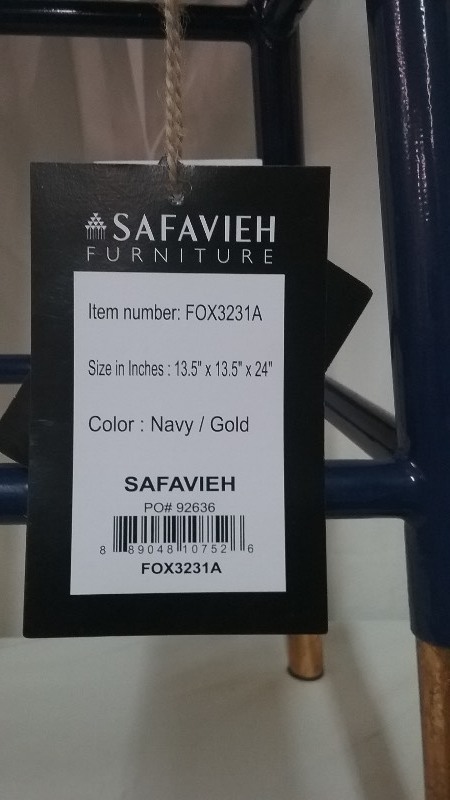 SAFAVIEH
FURNITURE
Item number: FOX3231A
Size in Inches : 13.5" x 13.5" x 24"
Color : Navy / Gold
SAFAVIEH
PO# 92636
8 89048 10752 6
FOX3231A